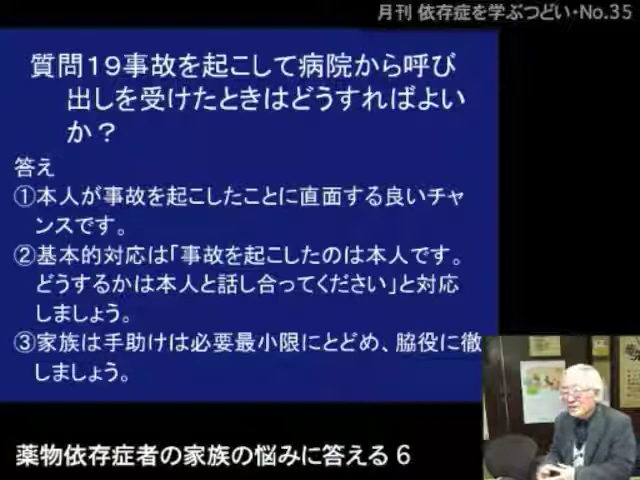 月刊 依存症を学ぶつどい・No.35
質問19事故を起こして病院から呼び
出しを受けたときはどうすればよい
か?
答え
①本人が事故を起こしたことに直面する良いチャ
ンスです。
②基本的対応は「事故を起こしたのは本人です。
どうするかは本人と話し合ってください」と対応
しましょう。
③家族は手助けは必要最小限にとどめ、脇役に徹
しましょう。
薬物依存症者の家族の悩みに答える 6